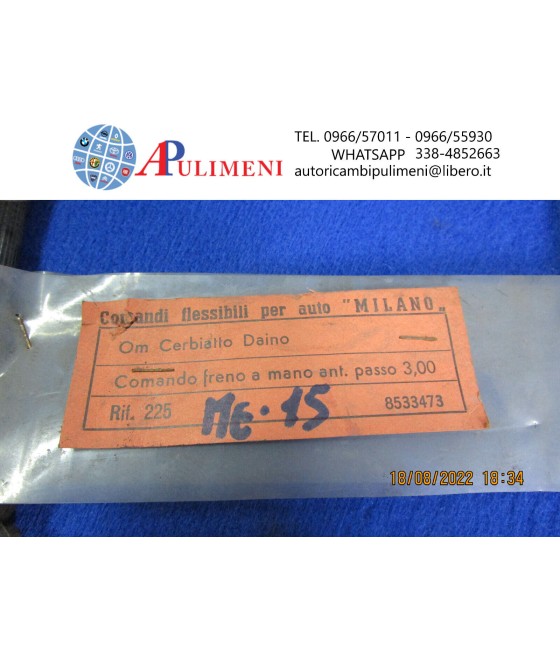 TEL. 0966/57011 - 0966/55930
WHATSAPP 338-4852663
autoricambipulimeni@libero.it
APULIMENI
Comandi flessibili per auto "MILANO„
Om Cerbiatto Daino
Comando freno a mano ant. passo 3,00
Rif. 225 ME.15 8533473
18/08/2022 18:34